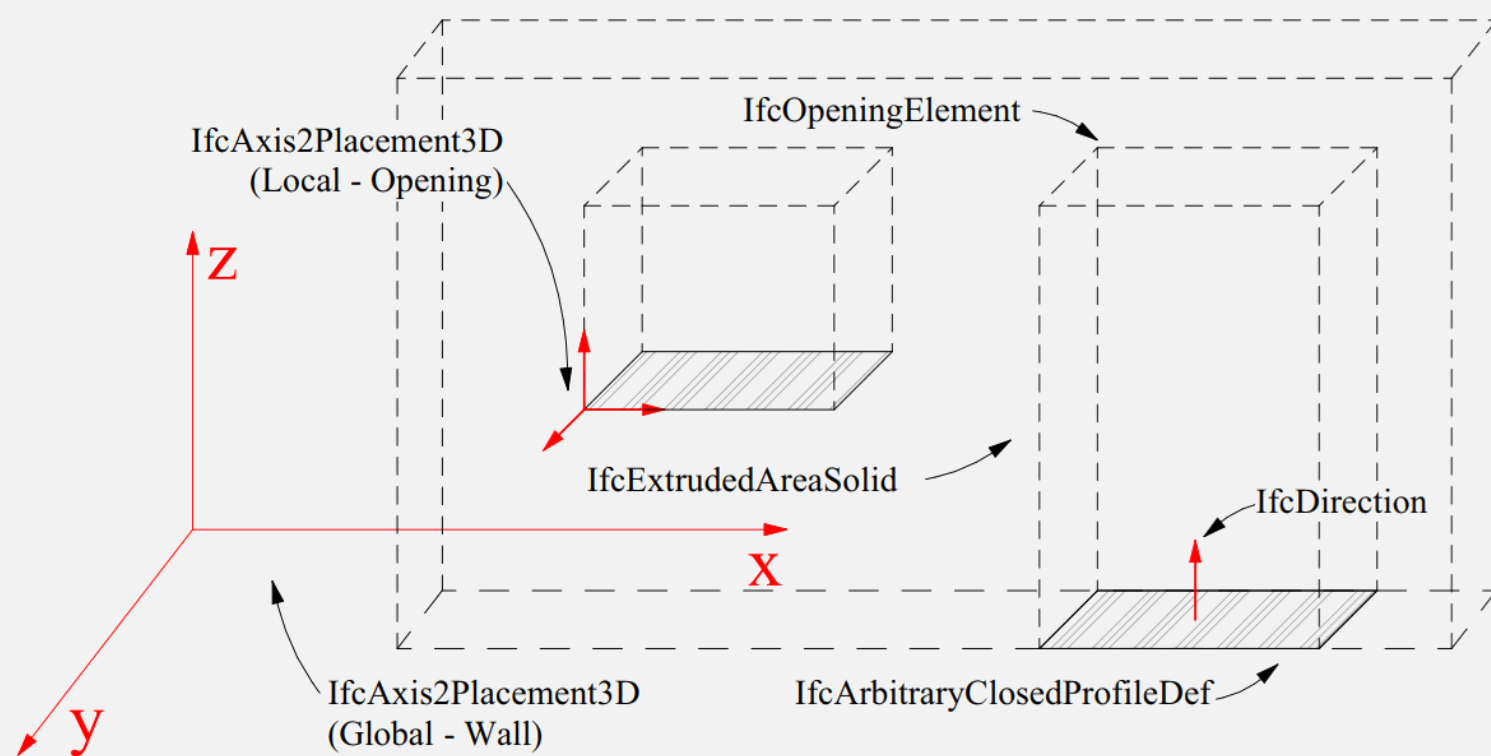 IfcOpeningElement
IfcAxis2Placement3D
(Local - Opening)
z
IfcExtrudedAreaSolid
IfcDirection
x
IfcAxis2Placement3D
(Global - Wall)
IfcArbitraryClosedProfileDef
y